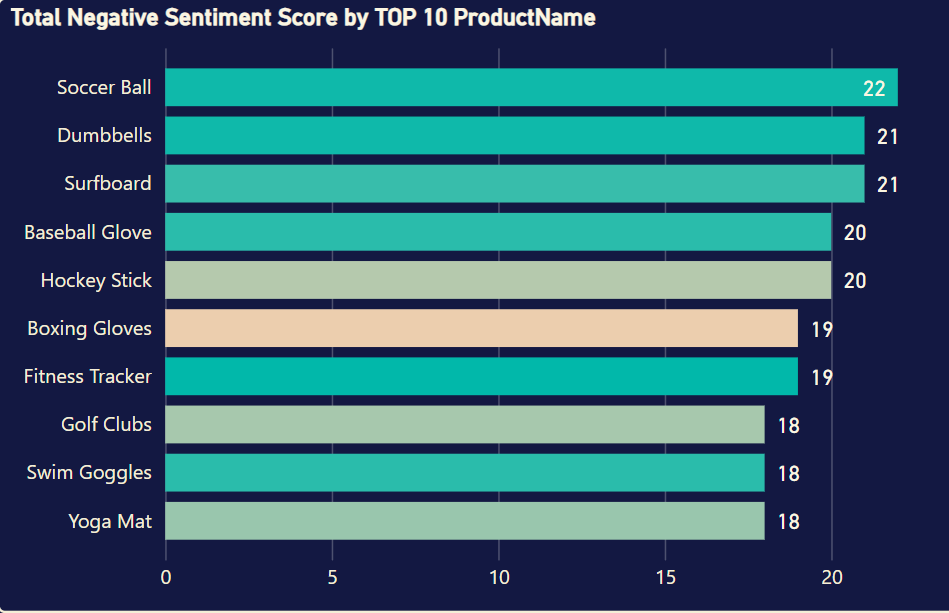 Total Negative Sentiment Score by TOP 10 ProductName
Soccer Ball 22
Dumbbells 21
Surfboard 21
Baseball Glove 20
Hockey Stick 20
Boxing Gloves 19
Fitness Tracker 19
Golf Clubs 18
Swim Goggles 18
Yoga Mat 18
0 5 10 15 20